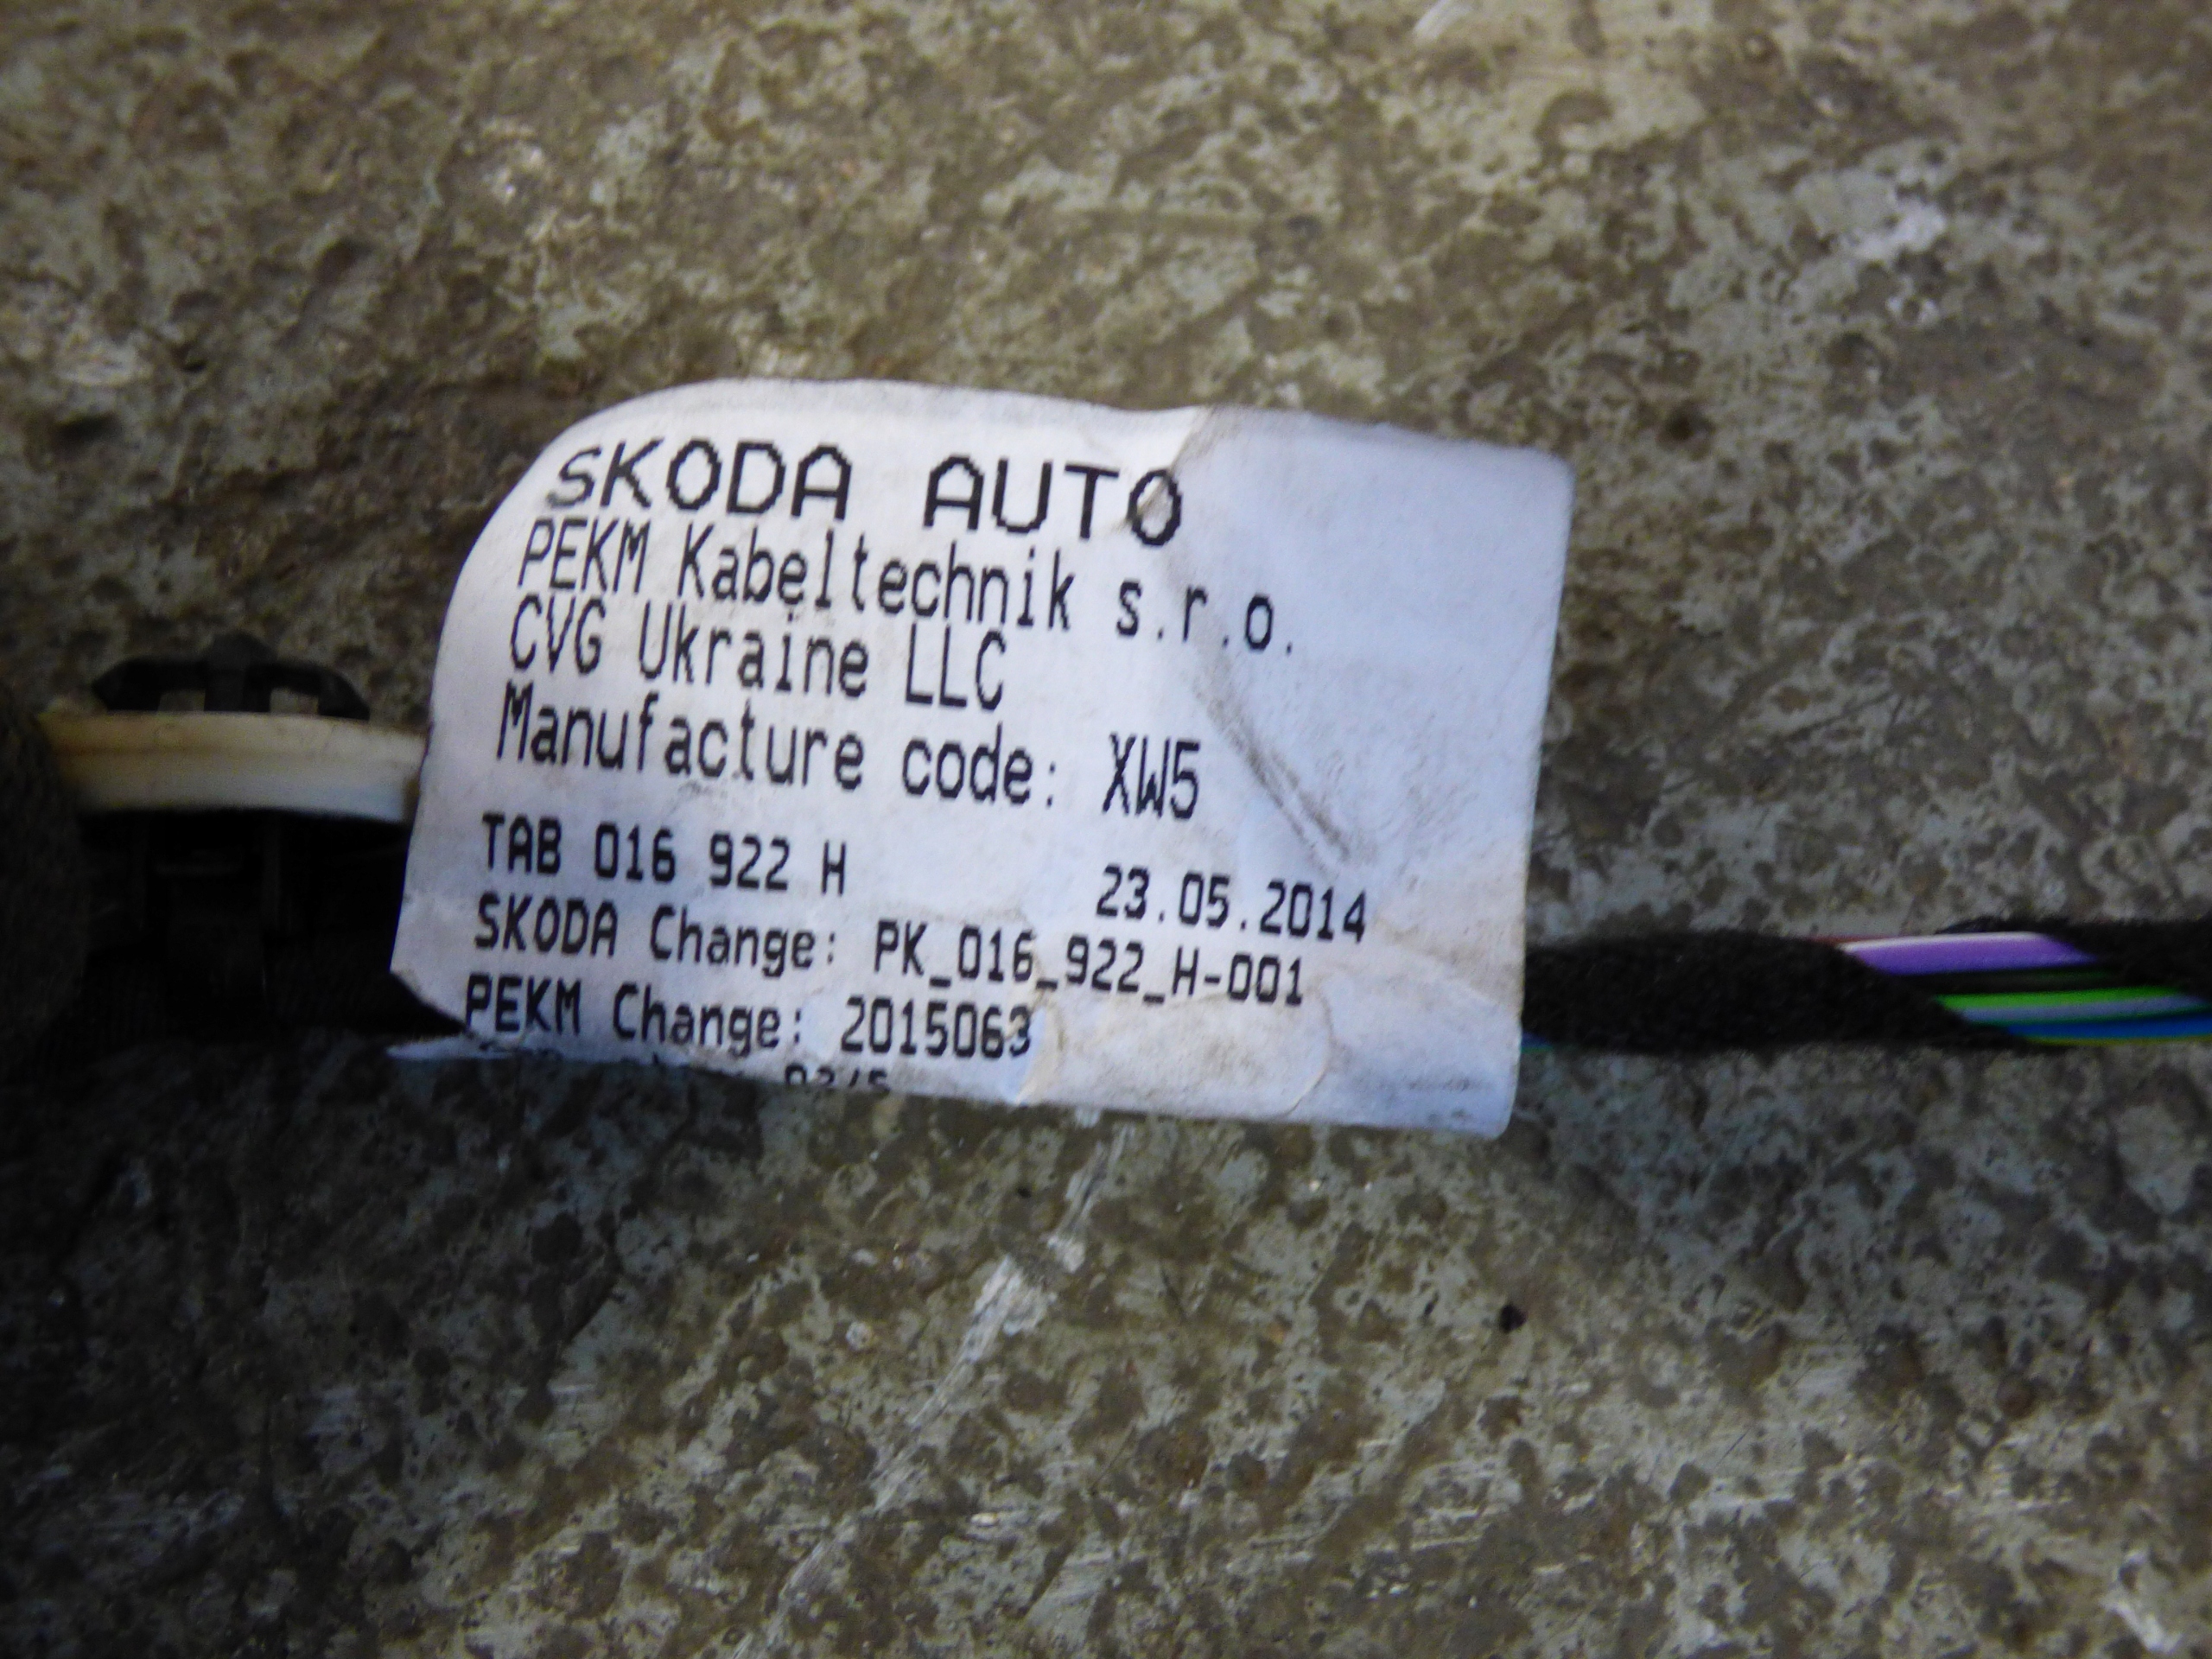 SKODA AUTO
PEKM Kabeltechnik s.r.o.
CVG Ukraine LLC
Manufacture code: XW5
TAB 016 922 H 23.05.2014
SKODA Change: PK_016_922_H-001
PEKM Change: 2015063